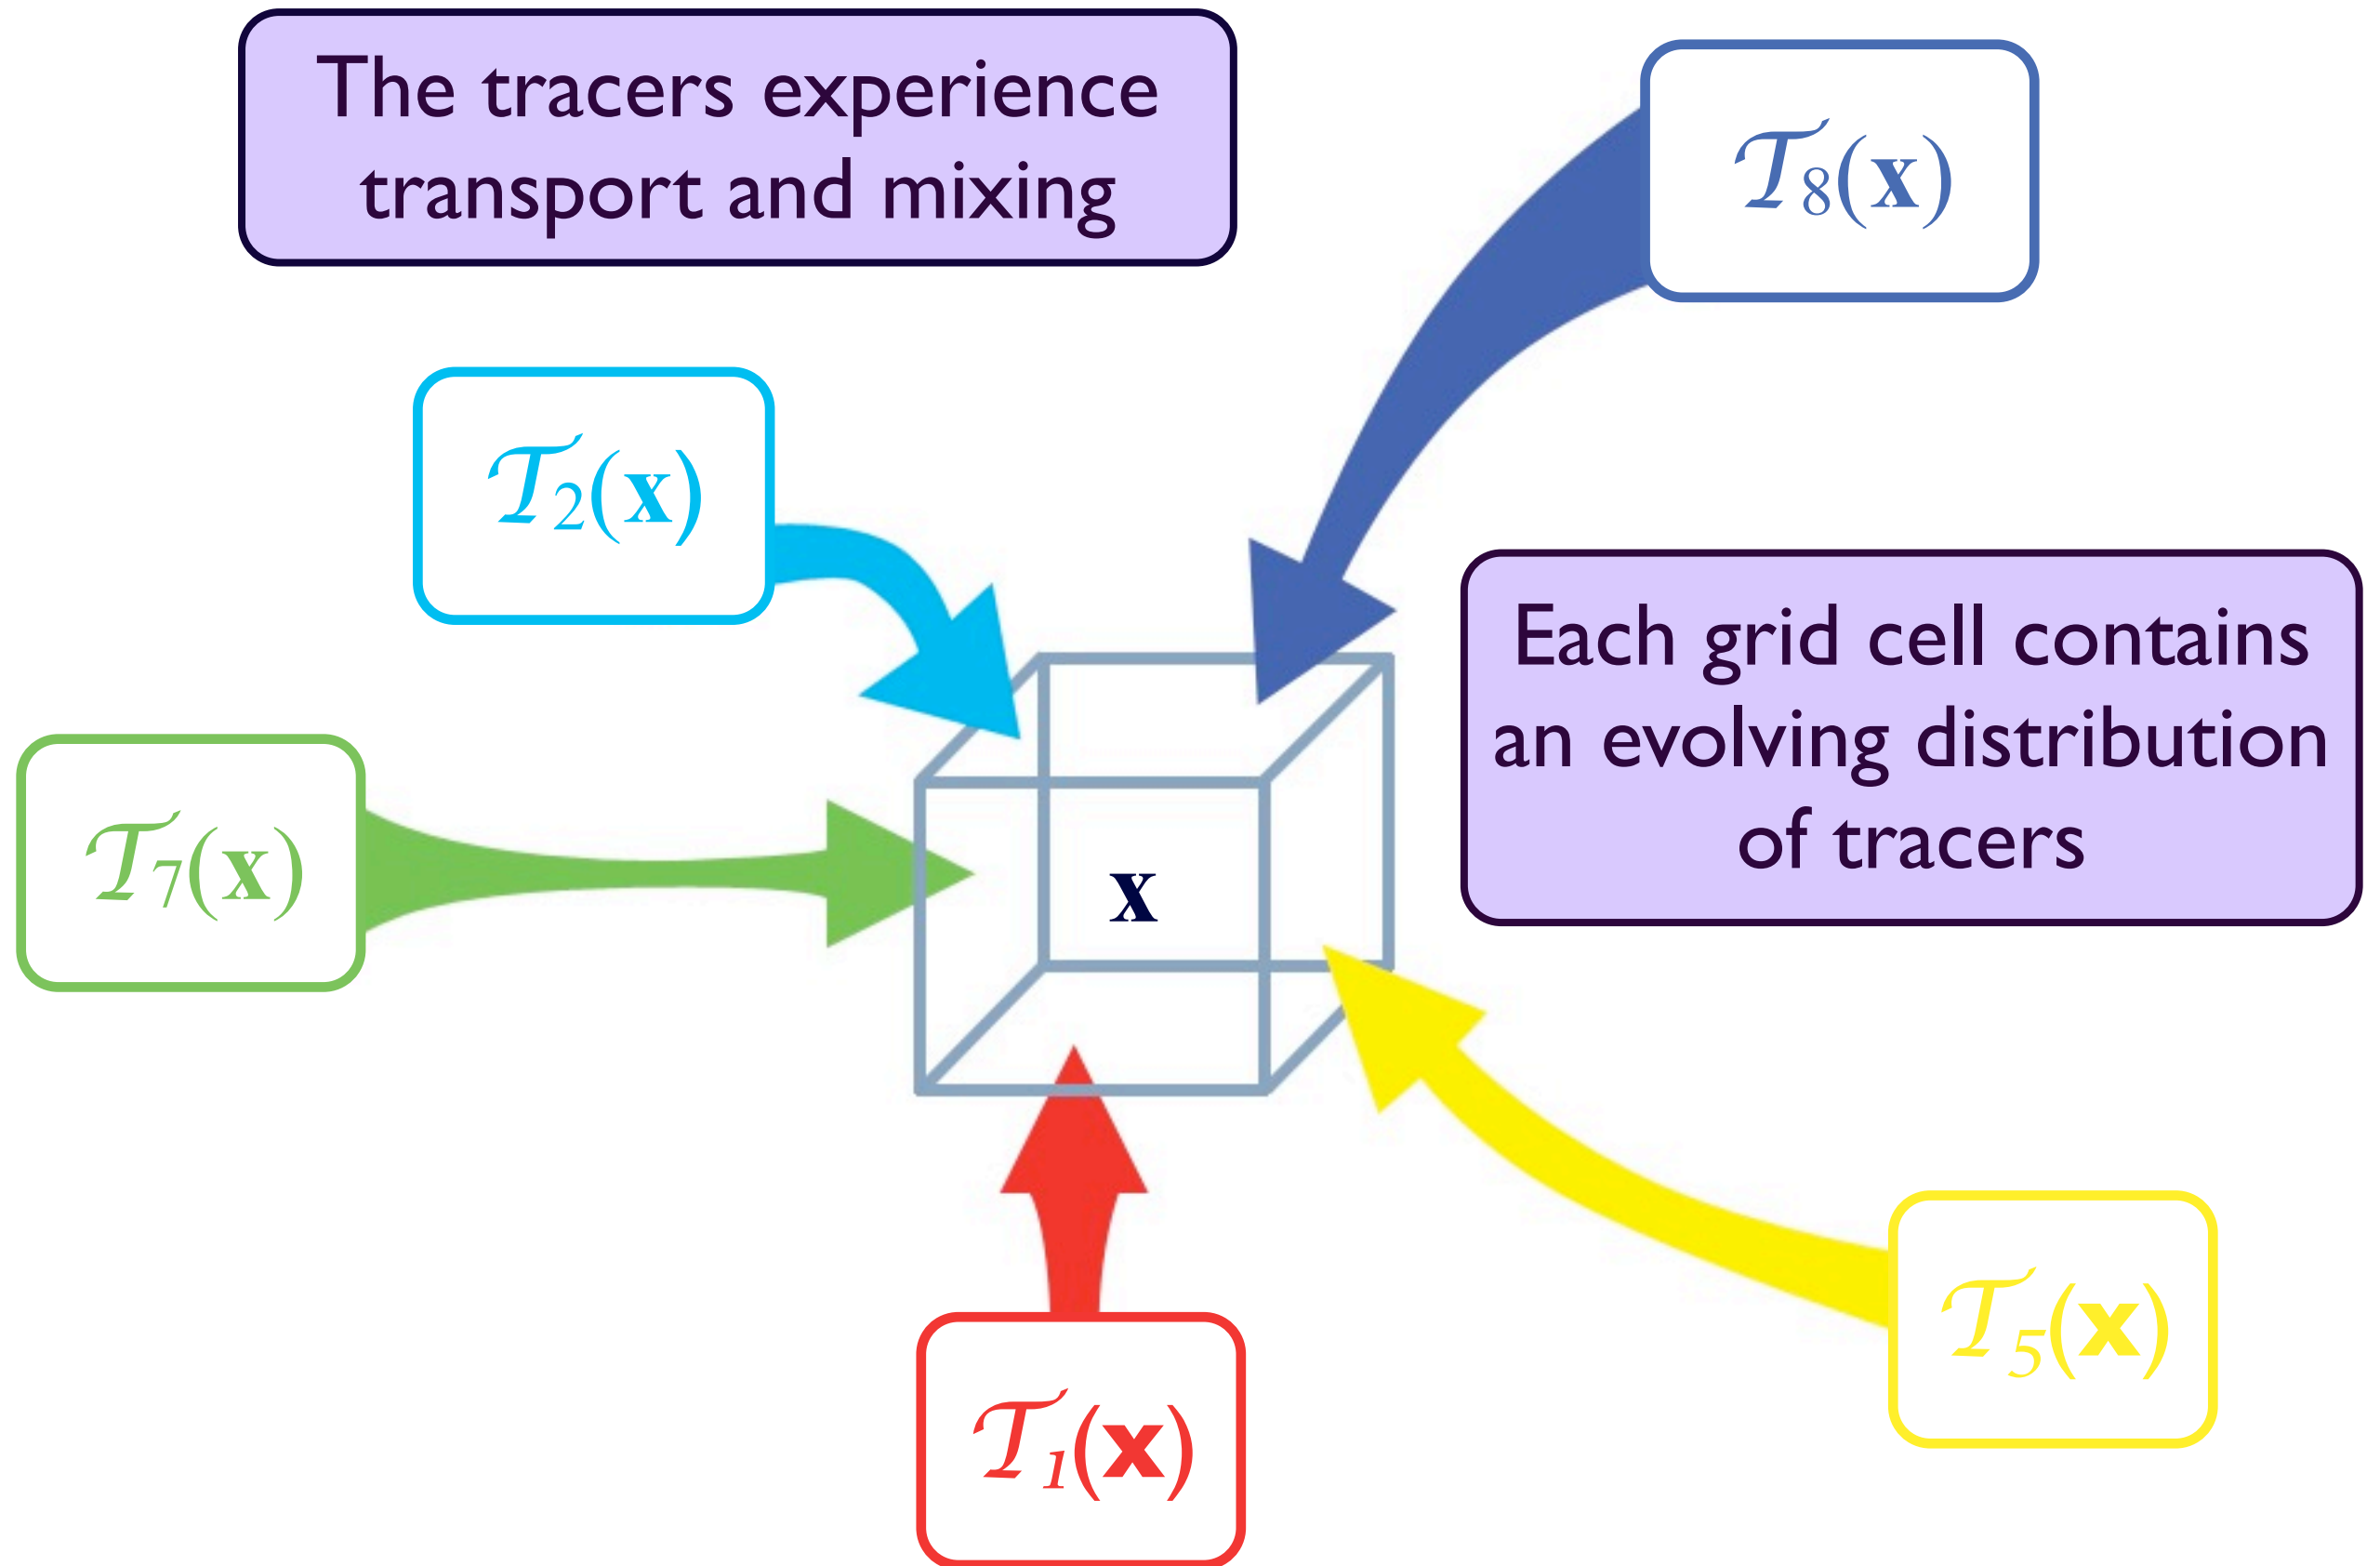 The tracers experience
transport and mixing
𝒯8(x)
𝒯2(x)
Each grid cell contains
an evolving distribution
of tracers
𝒯7(x)
x
𝒯5(x)
𝒯1(x)